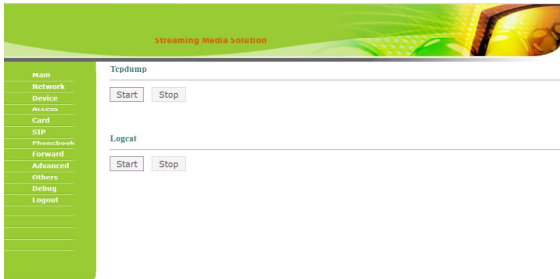 Streaming Media Solution
Main
Network
Device
Access
Card
SIP
Phonebook
Forward
Advanced
Others
Debug
Logout
Tcpdump
Start Stop
Logcat
Start Stop